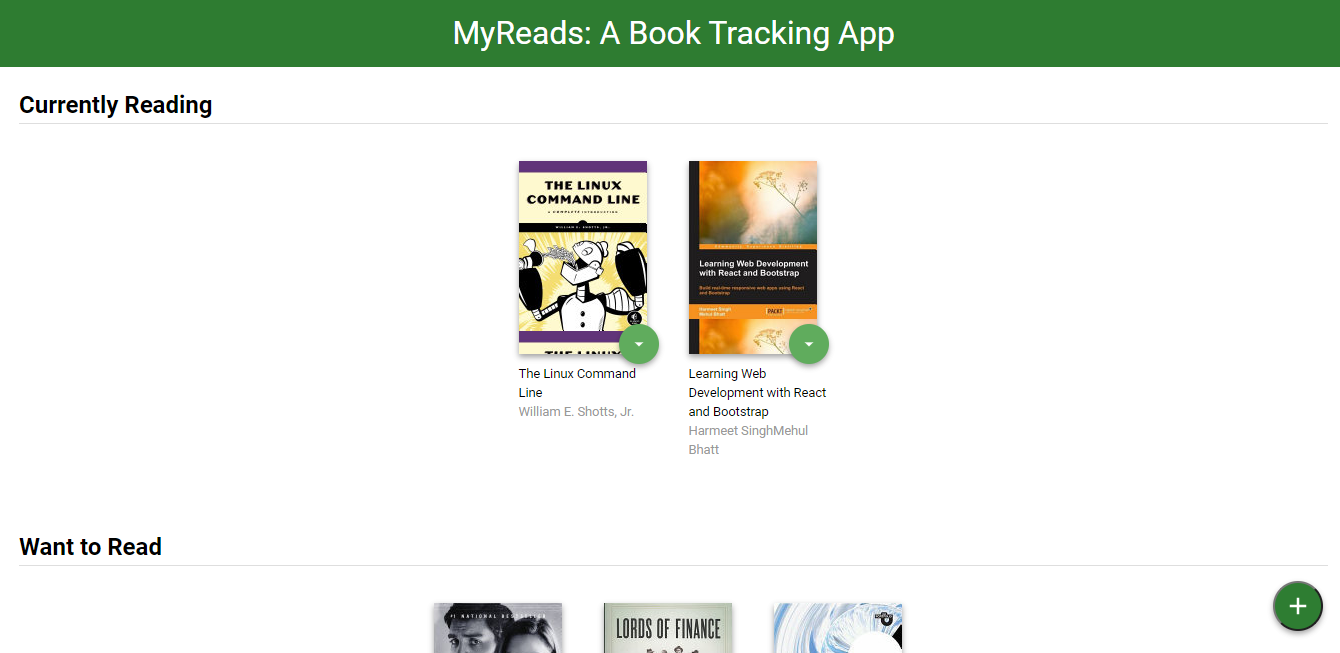 MyReads: A Book Tracking App
Currently Reading
THE LINUX
COMMAND LINE
A COMPLETE INTRODUCTION
WILLIAM E. SHOTTS, JR.
THE LINUX
Learning Web Development
with React and Bootstrap
Build real-time responsive web apps using React
and Bootstrap
Harmeet Singh
Mehul Bhatt
PACKT
The Linux Command
Line
William E. Shotts, Jr.
Learning Web
Development with React
and Bootstrap
Harmeet SinghMehul
Bhatt
Want to Read
#1 NATIONAL BESTSELLER
LORDS OF FINANCE